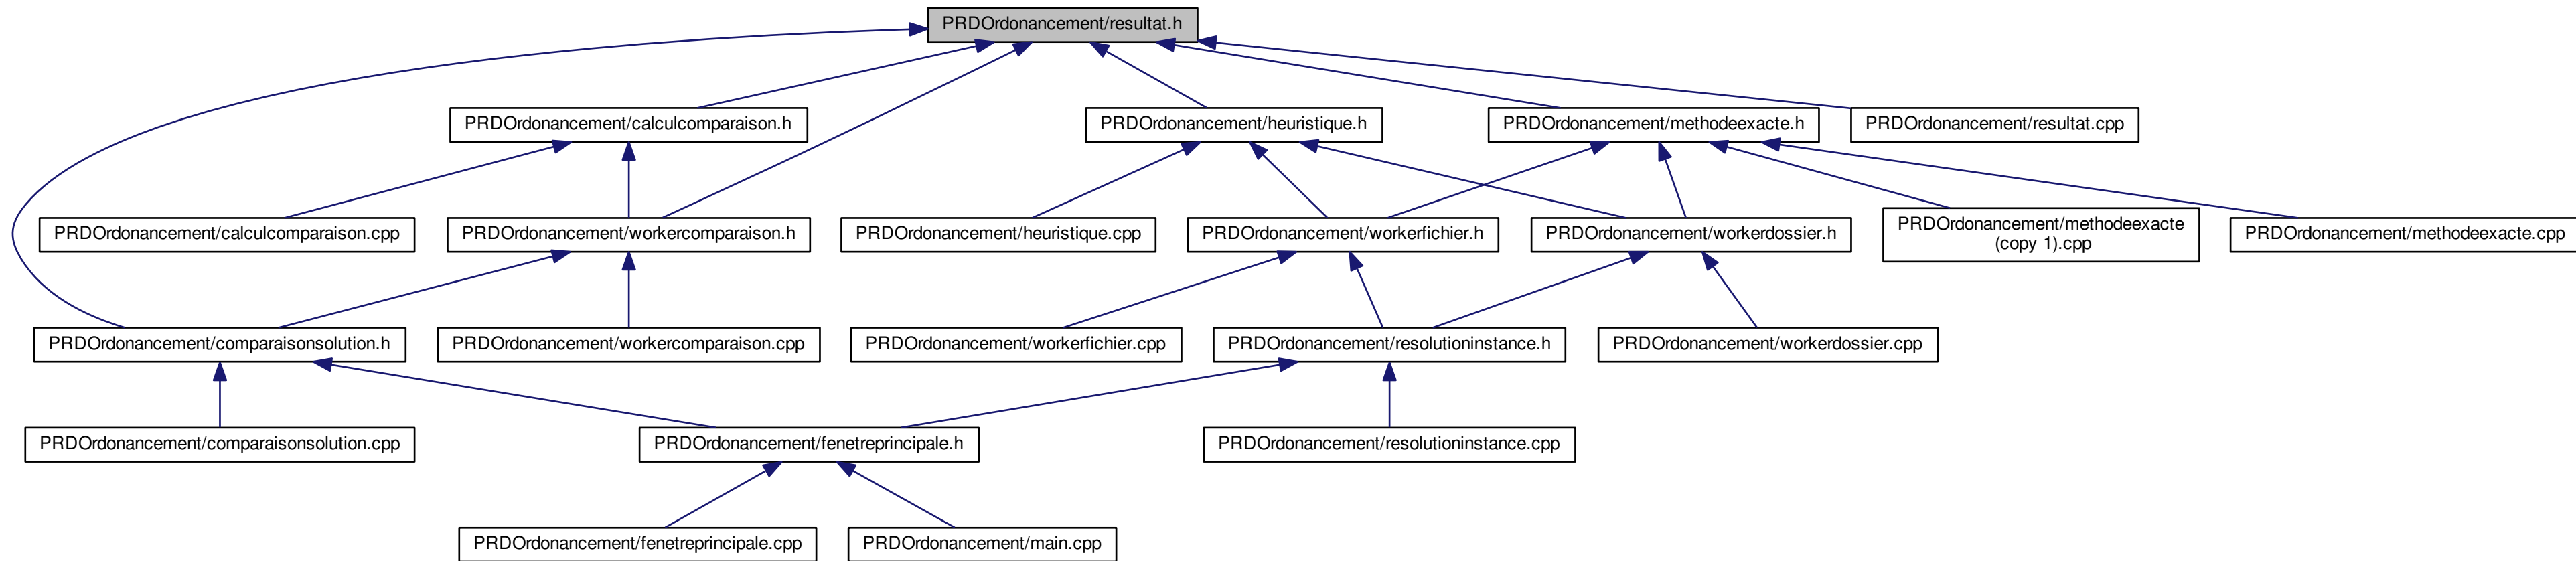 PRDOrdonancement/resultat.h
PRDOrdonancement/calculcomparaison.h
PRDOrdonancement/heuristique.h
PRDOrdonancement/methodeexacte.h
PRDOrdonancement/resultat.cpp
PRDOrdonancement/calculcomparaison.cpp
PRDOrdonancement/workercomparaison.h
PRDOrdonancement/heuristique.cpp
PRDOrdonancement/workerfichier.h
PRDOrdonancement/workerdossier.h
PRDOrdonancement/methodeexacte
(copy 1).cpp
PRDOrdonancement/methodeexacte.cpp
PRDOrdonancement/comparaisonsolution.h
PRDOrdonancement/workercomparaison.cpp
PRDOrdonancement/workerfichier.cpp
PRDOrdonancement/resolutioninstance.h
PRDOrdonancement/workerdossier.cpp
PRDOrdonancement/comparaisonsolution.cpp
PRDOrdonancement/fenetreprincipale.h
PRDOrdonancement/resolutioninstance.cpp
PRDOrdonancement/fenetreprincipale.cpp
PRDOrdonancement/main.cpp